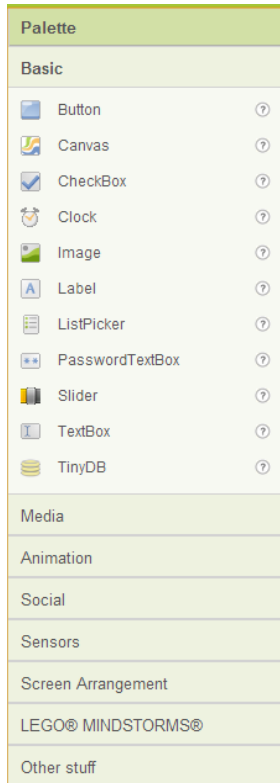 Palette
Basic
Button ?
Canvas ?
CheckBox ?
Clock ?
Image ?
A Label ?
ListPicker ?
** PasswordTextBox ?
Slider ?
I TextBox ?
TinyDB ?
Media
Animation
Social
Sensors
Screen Arrangement
LEGO® MINDSTORMS®
Other stuff